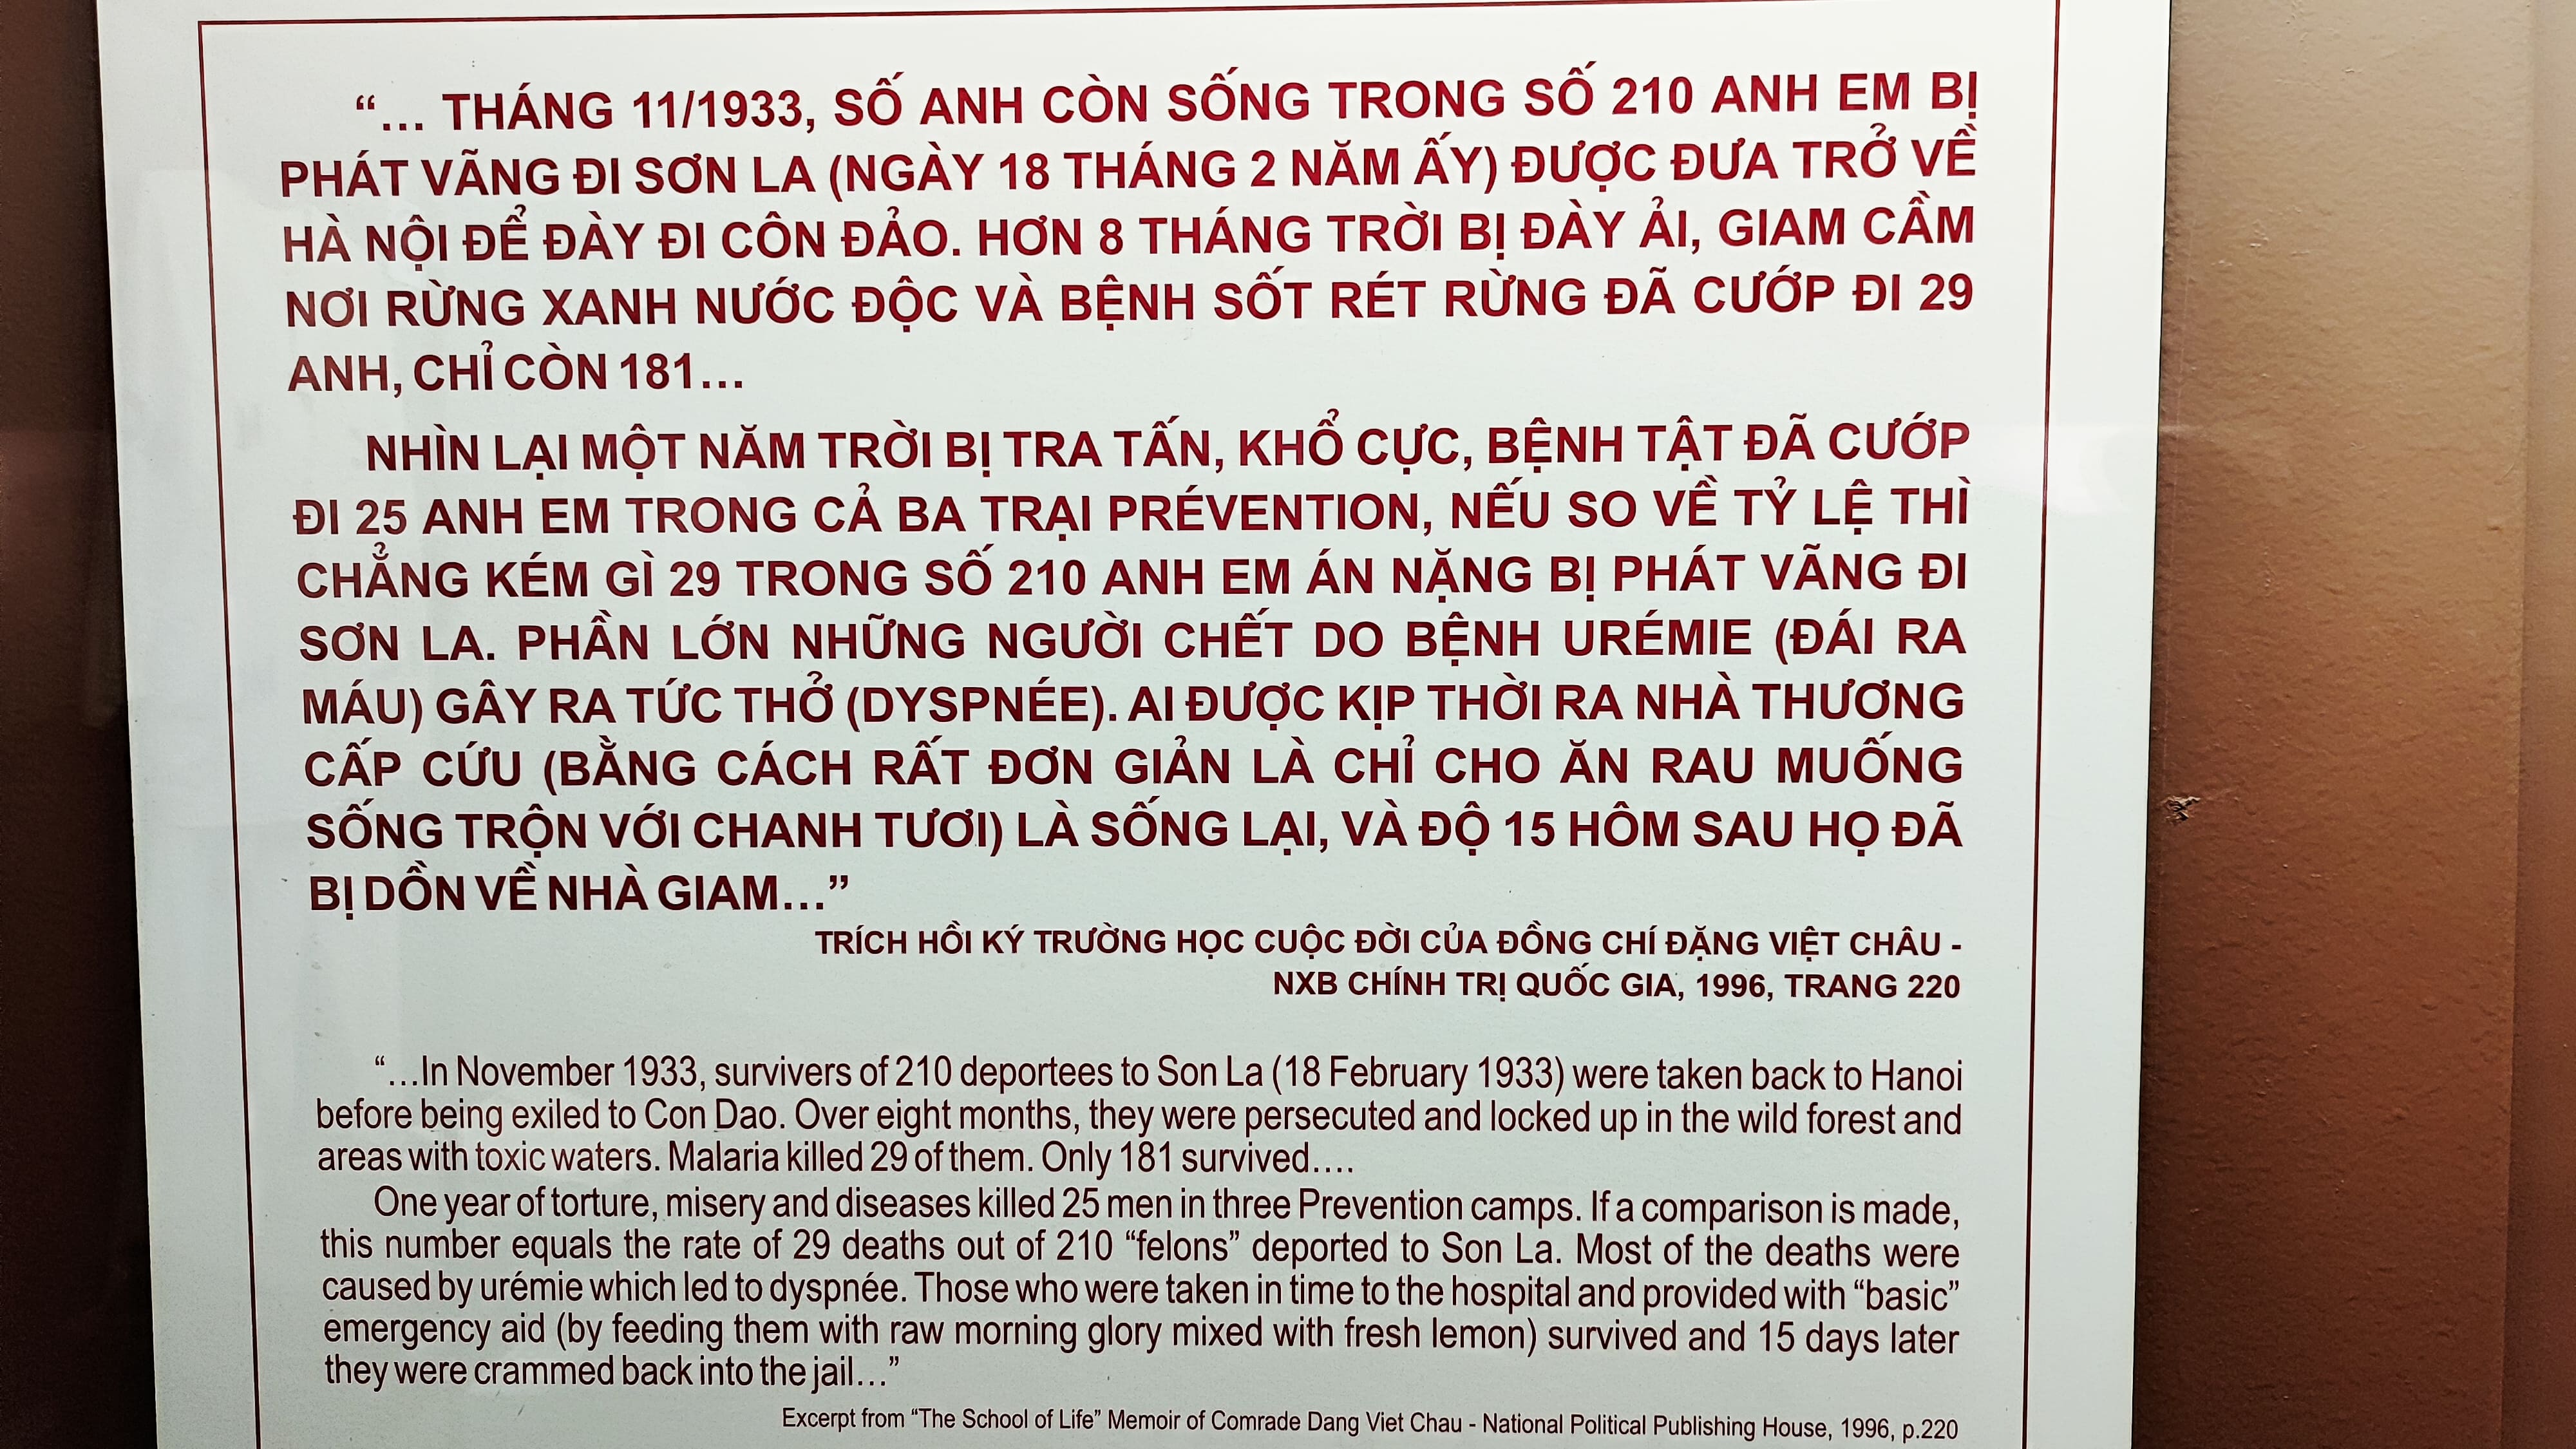 “... THÁNG 11/1933, SỐ ANH CÒN SỐNG TRONG SỐ 210 ANH EM BỊ
PHÁT VÃNG ĐI SƠN LA (NGÀY 18 THÁNG 2 NĂM ẤY) ĐƯỢC ĐƯA TRỞ VỀ
HÀ NỘI ĐỂ ĐÀY ĐI CÔN ĐẢO. HƠN 8 THÁNG TRỜI BỊ ĐÀY ẢI, GIAM CẦM
NƠI RỪNG XANH NƯỚC ĐỘC VÀ BỆNH SỐT RÉT RỪNG ĐÃ CƯỚP ĐI 29
ANH, CHỈ CÒN 181...
NHÌN LẠI MỘT NĂM TRỜI BỊ TRA TẤN, KHỔ CỰC, BỆNH TẬT ĐÃ CƯỚP
ĐI 25 ANH EM TRONG CẢ BA TRẠI PRÉVENTION, NẾU SO VỀ TỶ LỆ THÌ
CHẲNG KÉM GÌ 29 TRONG SỐ 210 ANH EM ÁN NẶNG BỊ PHÁT VÃNG ĐI
SƠN LA. PHẦN LỚN NHỮNG NGƯỜI CHẾT DO BỆNH URÉMIE (ĐÁI RA
MÁU) GÂY RA TỨC THỞ (DYSPNÉE). AI ĐƯỢC KỊP THỜI RA NHÀ THƯƠNG
CẤP CỨU (BẰNG CÁCH RẤT ĐƠN GIẢN LÀ CHỈ CHO ĂN RAU MUỐNG
SỐNG TRỘN VỚI CHANH TƯƠI) LÀ SỐNG LẠI, VÀ ĐỘ 15 HÔM SAU HỌ ĐÃ
BỊ DỒN VỀ NHÀ GIAM...”
TRÍCH HỒI KÝ TRƯỜNG HỌC CUỘC ĐỜI CỦA ĐỒNG CHÍ ĐẶNG VIỆT CHÂU -
NXB CHÍNH TRỊ QUỐC GIA, 1996, TRANG 220
“...In November 1933, survivers of 210 deportees to Son La (18 February 1933) were taken back to Hanoi
before being exiled to Con Dao. Over eight months, they were persecuted and locked up in the wild forest and
areas with toxic waters. Malaria killed 29 of them. Only 181 survived....
One year of torture, misery and diseases killed 25 men in three Prevention camps. If a comparison is made,
this number equals the rate of 29 deaths out of 210 “felons” deported to Son La. Most of the deaths were
caused by urémie which led to dyspnée. Those who were taken in time to the hospital and provided with “basic”
emergency aid (by feeding them with raw morning glory mixed with fresh lemon) survived and 15 days later
they were crammed back into the jail...”
Excerpt from “The School of Life” Memoir of Comrade Dang Viet Chau - National Political Publishing House, 1996, p.220